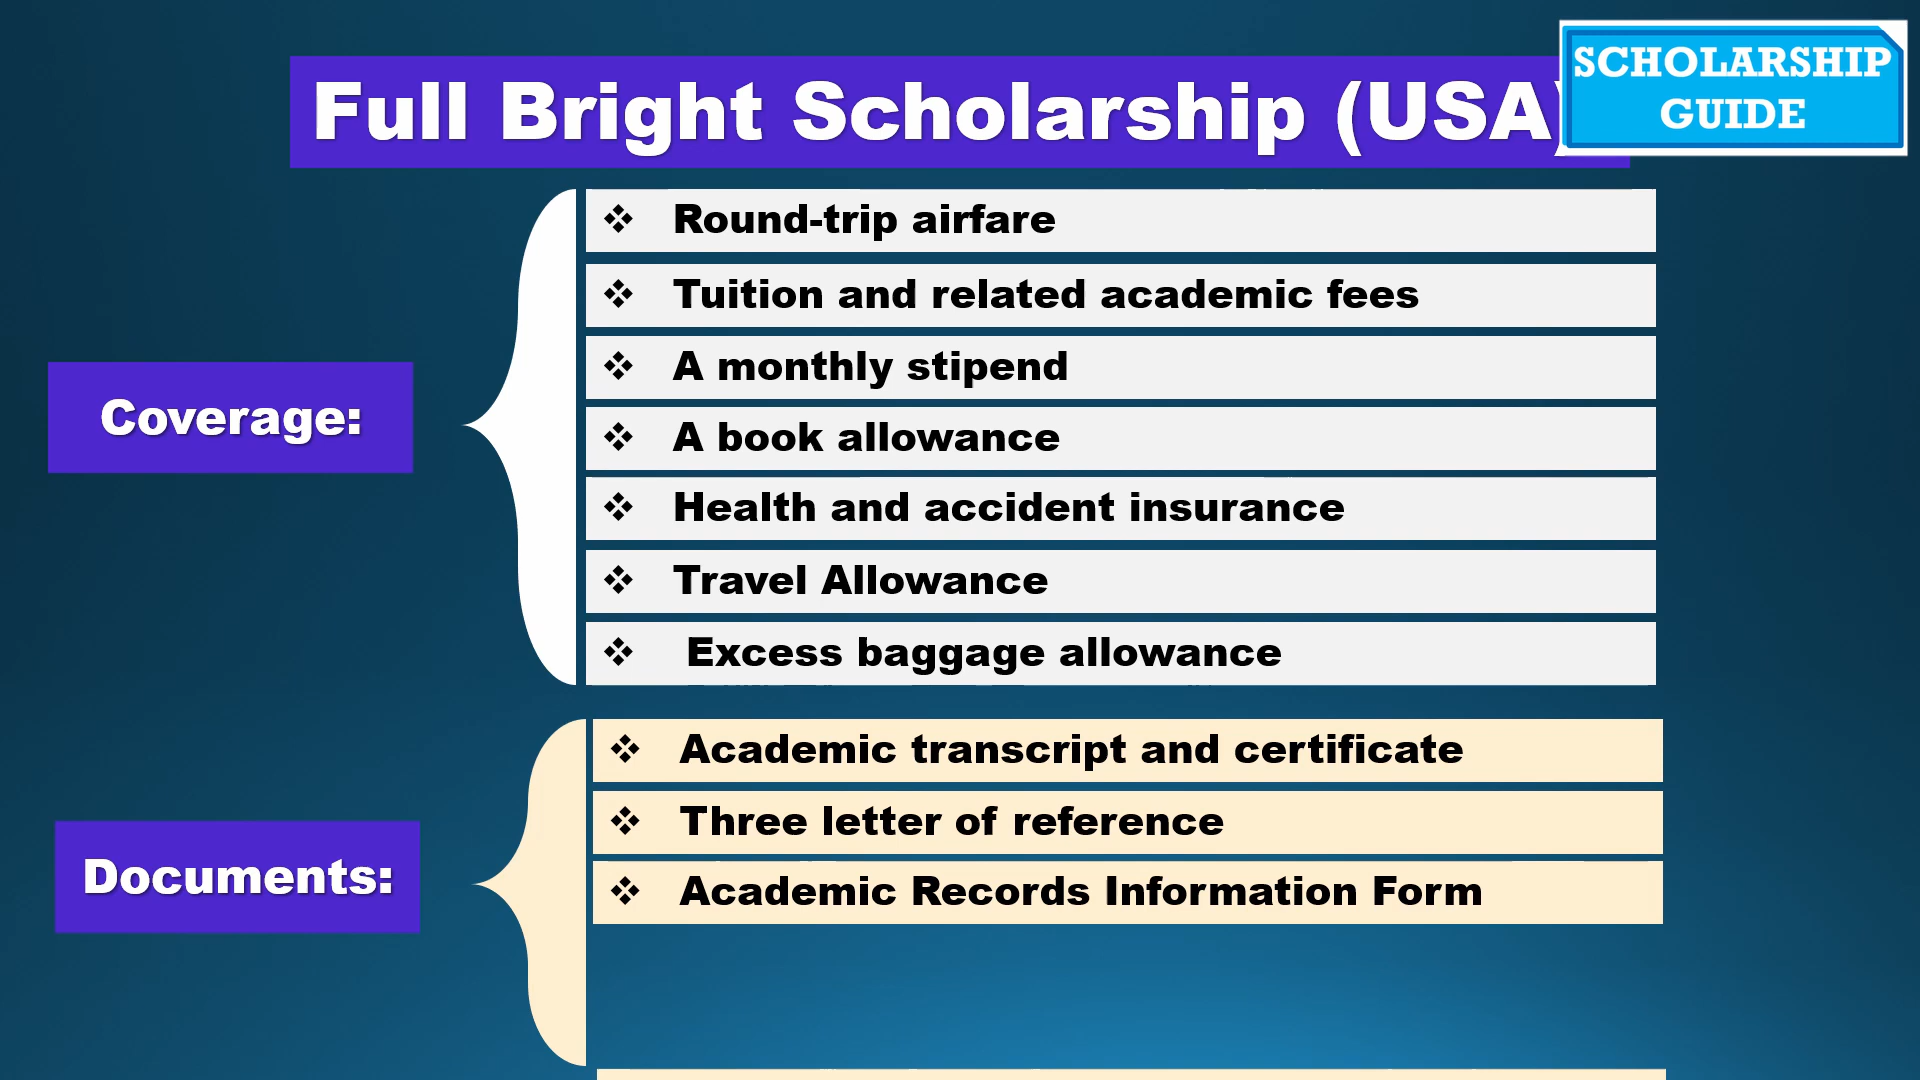 Full Bright Scholarship (USA)
SCHOLARSHIP
GUIDE
Coverage:
❖ Round-trip airfare
❖ Tuition and related academic fees
❖ A monthly stipend
❖ A book allowance
❖ Health and accident insurance
❖ Travel Allowance
❖ Excess baggage allowance
Documents:
❖ Academic transcript and certificate
❖ Three letter of reference
❖ Academic Records Information Form